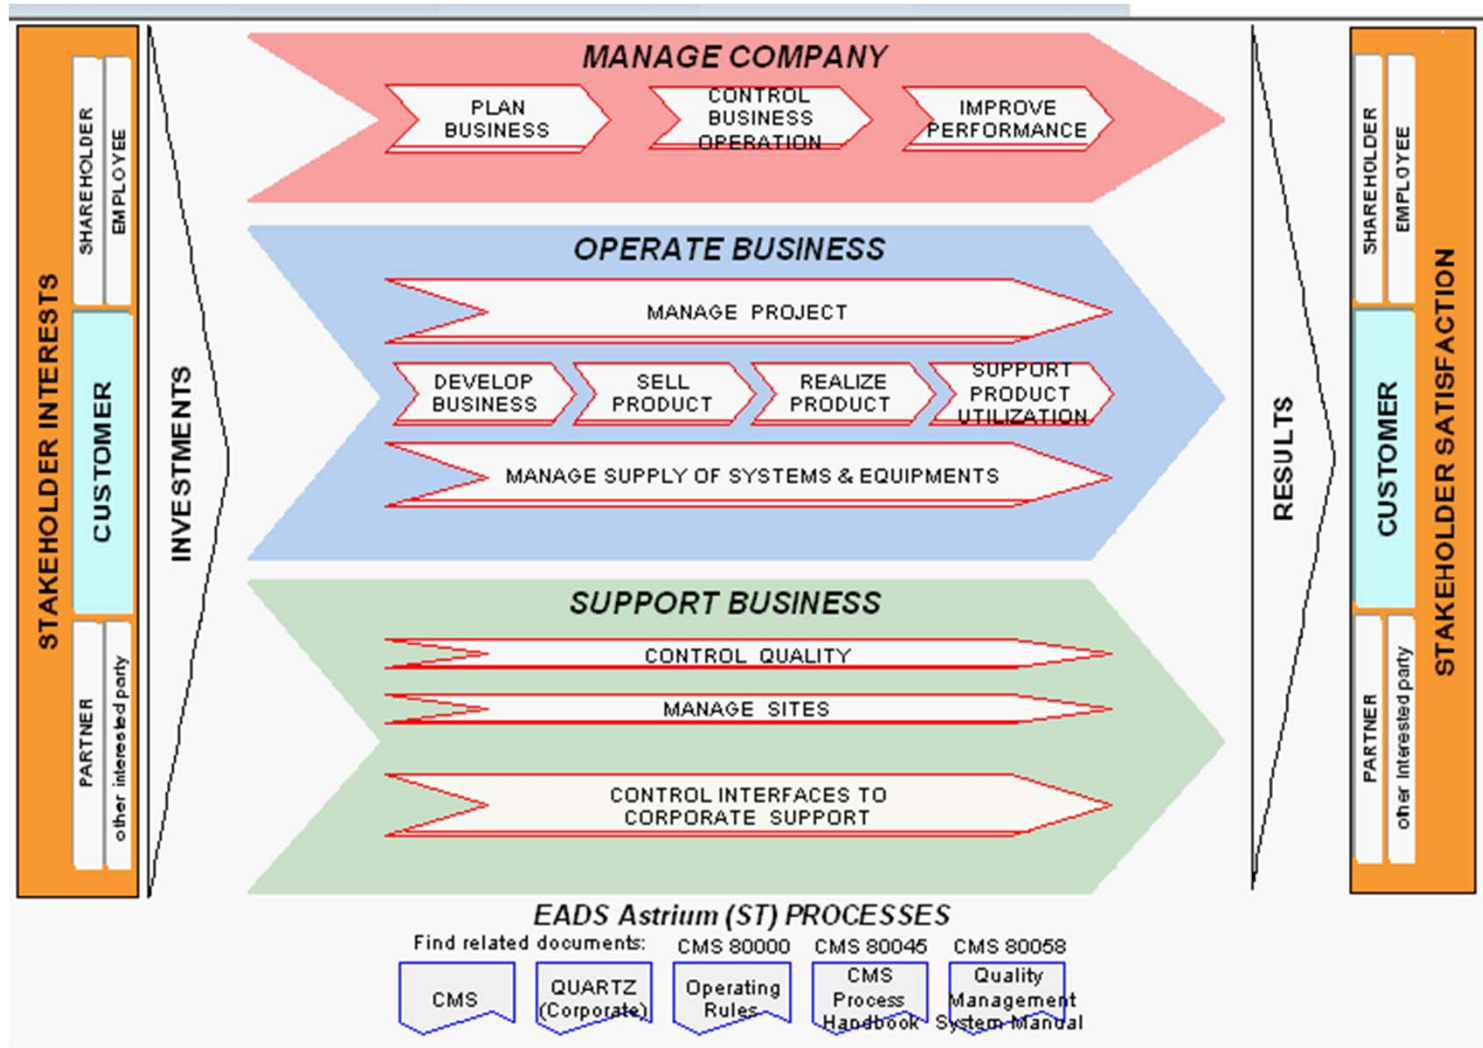 STAKEHOLDER INTERESTS
SHAREHOLDER
EMPLOYEE
CUSTOMER
PARTNER
other interested party
INVESTMENTS
MANAGE COMPANY
PLAN
BUSINESS
CONTROL
BUSINESS
OPERATION
IMPROVE
PERFORMANCE
OPERATE BUSINESS
MANAGE PROJECT
DEVELOP
BUSINESS
SELL
PRODUCT
REALIZE
PRODUCT
SUPPORT
PRODUCT
UTILIZATION
MANAGE SUPPLY OF SYSTEMS & EQUIPMENTS
SUPPORT BUSINESS
CONTROL QUALITY
MANAGE SITES
CONTROL INTERFACES TO
CORPORATE SUPPORT
RESULTS
SHAREHOLDER
EMPLOYEE
CUSTOMER
PARTNER
other interested party
STAKEHOLDER SATISFACTION
EADS Astrium (ST) PROCESSES
Find related documents:
CMS
QUARTZ
(Corporate)
CMS 80000
Operating
Rules
CMS 80045
CMS
Process
Handbook
CMS 80058
Quality
Management
System Manual